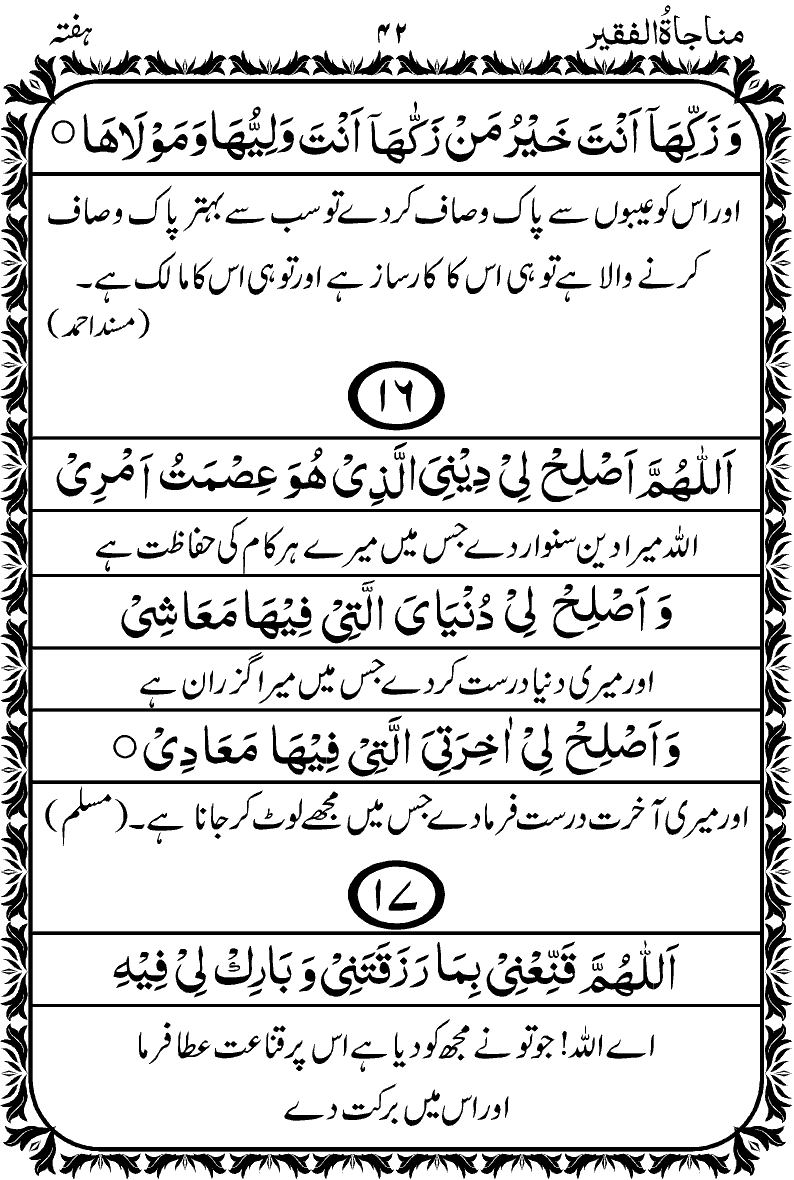 مناجاةُ الفقیر ۴۲ ہفتہ
وَ زَكِّهَآ اَنْتَ خَيْرُ مَنْ زَكّٰهَآ اَنْتَ وَلِيُّهَا وَمَوْلَاهَا ○
اور اس کو عیبوں سے پاک و صاف کردے تو سب سے بہتر پاک و صاف
کرنے والا ہے تو ہی اس کا کارساز ہے اور تو ہی اس کا مالک ہے۔
(مسند احمد)
۱۶
اَللّٰهُمَّ اَصْلِحْ لِيْ دِيْنِيَ الَّذِيْ هُوَ عِصْمَتُ اَمْرِيْ
اللہ میرا دین سنوار دے جس میں میرے ہر کام کی حفاظت ہے
وَ اَصْلِحْ لِيْ دُنْيَايَ الَّتِيْ فِيْهَا مَعَاشِيْ
اور میری دنیا درست کردے جس میں میرا گزران ہے
وَ اَصْلِحْ لِيْ اٰخِرَتِيَ الَّتِيْ فِيْهَا مَعَادِيْ ○
اور میری آخرت درست فرمادے جس میں مجھے لوٹ کر جانا ہے۔ (مسلم)
۱۷
اَللّٰهُمَّ قَنِّعْنِيْ بِمَا رَزَقْتَنِيْ وَ بَارِكْ لِيْ فِيْهِ
اے اللہ! جو تو نے مجھ کو دیا ہے اس پر قناعت عطا فرما
اور اس میں برکت دے